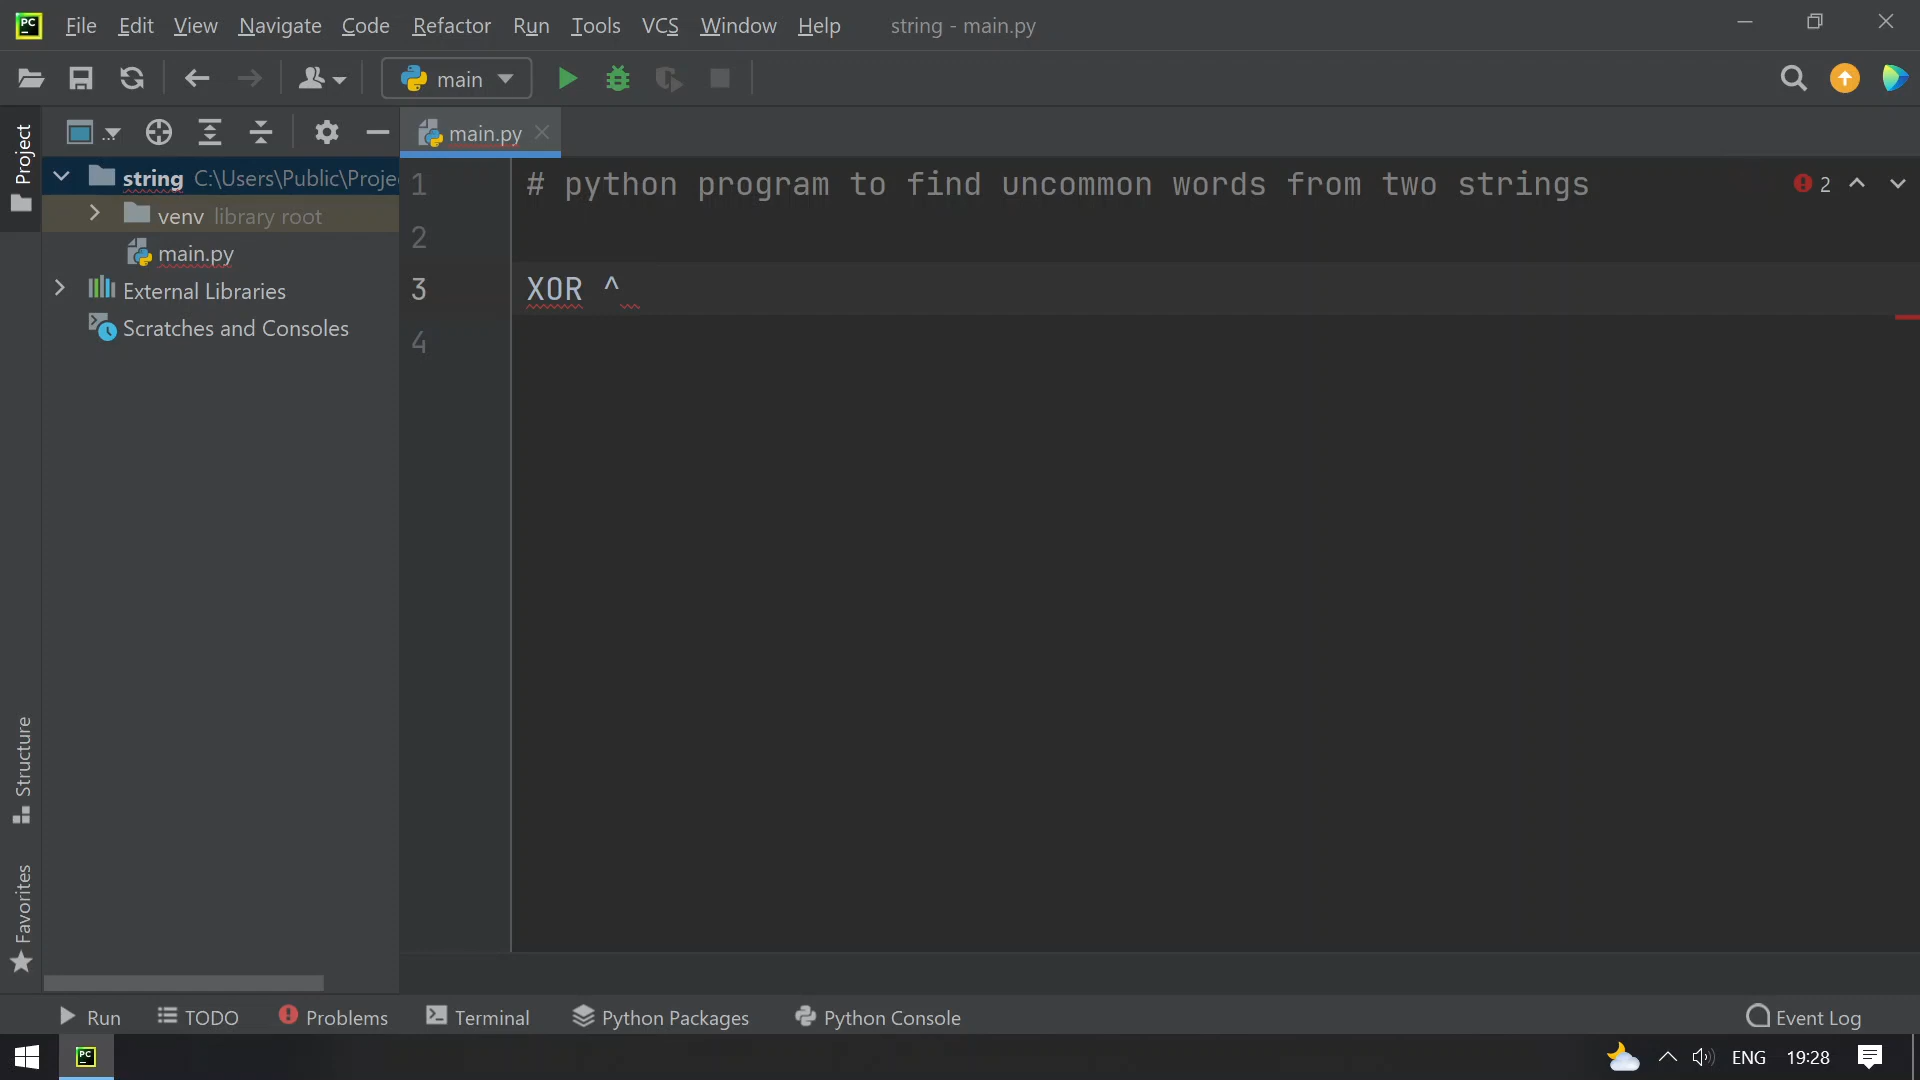 PC File Edit View Navigate Code Refactor Run Tools VCS Window Help string - main.py
main
Project
... main.py
string C:\Users\Public\Proje
venv library root
main.py
External Libraries
Scratches and Consoles
1 # python program to find uncommon words from two strings 2
2
3 XOR ^
4
Structure
Favorites
Run TODO Problems Terminal Python Packages Python Console Event Log
PC ENG 19:28